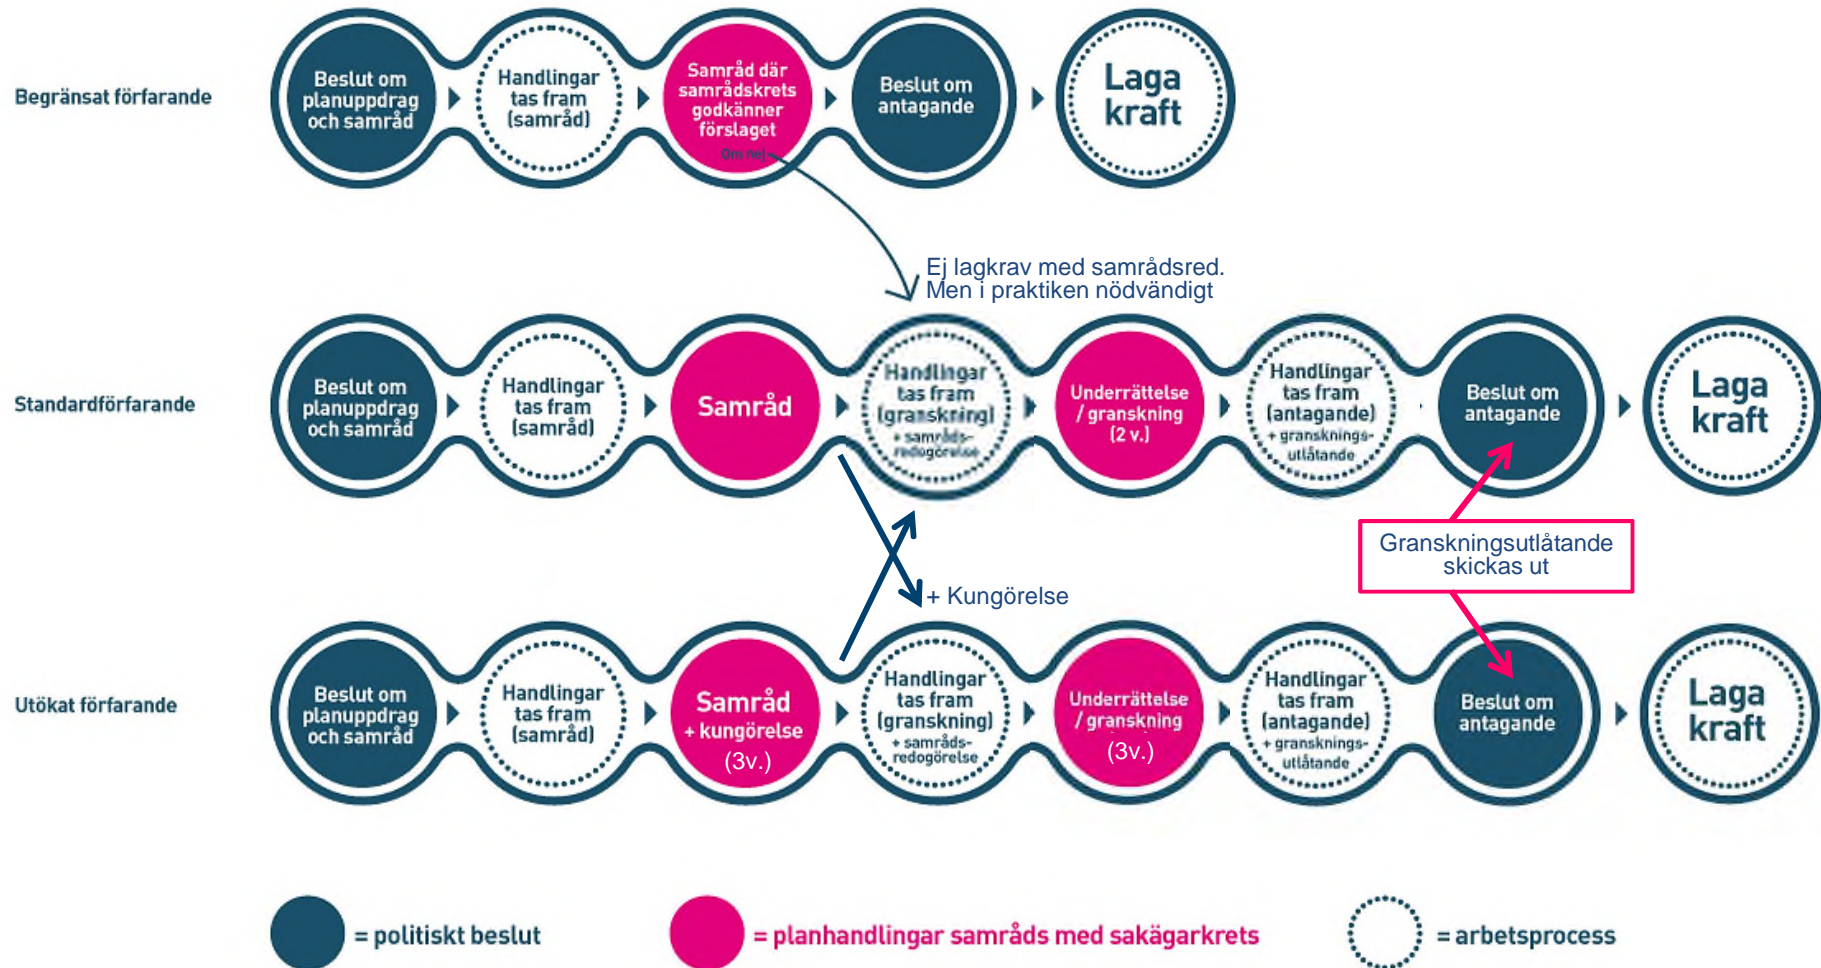 Begränsat förfarande
Beslut om
planuppdrag
och samråd
Handlingar
tas fram
(samråd)
Samråd där
samrådskrets
godkänner
förslaget
Om nej
Beslut om
antagande
Laga
kraft
Ej lagkrav med samrådsred.
Men i praktiken nödvändigt
Standardförfarande
Beslut om
planuppdrag
och samråd
Handlingar
tas fram
(samråd)
Samråd
Handlingar
tas fram
(granskning)
+ samråds-
redogörelse
Underrättelse
/ granskning
(2 v.)
Handlingar
tas fram
(antagande)
+ gransknings-
utlåtande
Beslut om
antagande
Laga
kraft
Granskningsutlåtande
skickas ut
+ Kungörelse
Utökat förfarande
Beslut om
planuppdrag
och samråd
Handlingar
tas fram
(samråd)
Samråd
+ kungörelse
(3v.)
Handlingar
tas fram
(granskning)
+ samråds-
redogörelse
Underrättelse
/ granskning
(3v.)
Handlingar
tas fram
(antagande)
+ gransknings-
utlåtande
Beslut om
antagande
Laga
kraft
= politiskt beslut
= planhandlingar samråds med sakägarkrets
= arbetsprocess